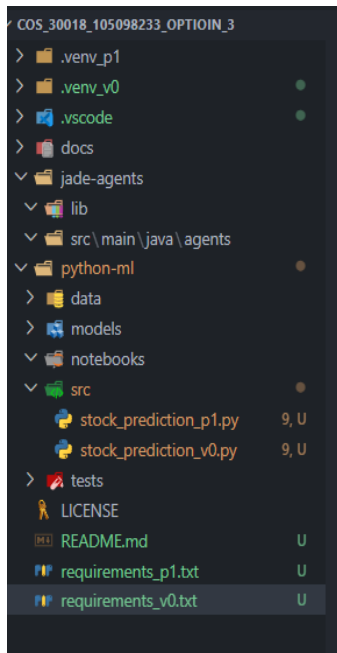 COS_30018_105098233_OPTIOIN_3
.venv_p1
.venv_v0
.vscode
docs
jade-agents
lib
src\main\java\agents
python-ml
data
models
notebooks
src
stock_prediction_p1.py 9, U
stock_prediction_v0.py 9, U
tests
LICENSE
README.md U
requirements_p1.txt U
requirements_v0.txt U